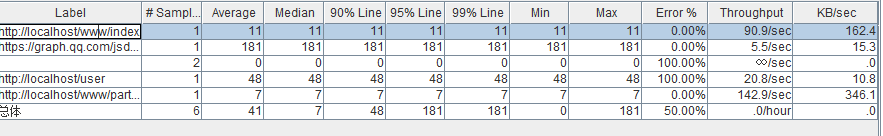 Label # Sampl... Average Median 90% Line 95% Line 99% Line Min Max Error % Throughput KB/sec
http://localhost/www/index 1 11 11 11 11 11 11 11 0.00% 90.9/sec 162.4
https://graph.qq.com/jsd... 1 181 181 181 181 181 181 181 0.00% 5.5/sec 15.3
2 0 0 0 0 0 0 0 100.00% ∞/sec .0
http://localhost/user 1 48 48 48 48 48 48 48 0.00% 20.8/sec 10.8
http://localhost/www/part... 1 7 7 7 7 7 7 7 0.00% 142.9/sec 346.1
总体 6 41 7 48 181 181 0 181 50.00% .0/hour .0